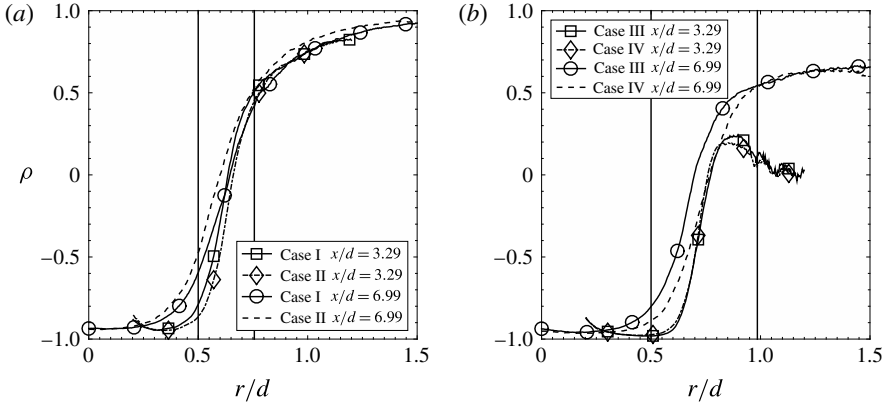 (a)
1.0
0.5
0
−0.5
−1.0
ρ
0
0.5
1.0
1.5
r/d
Case I x/d = 3.29
Case II x/d = 3.29
Case I x/d = 6.99
Case II x/d = 6.99
(b)
1.0
0.5
0
−0.5
−1.0
0
0.5
1.0
1.5
r/d
Case III x/d = 3.29
Case IV x/d = 3.29
Case III x/d = 6.99
Case IV x/d = 6.99